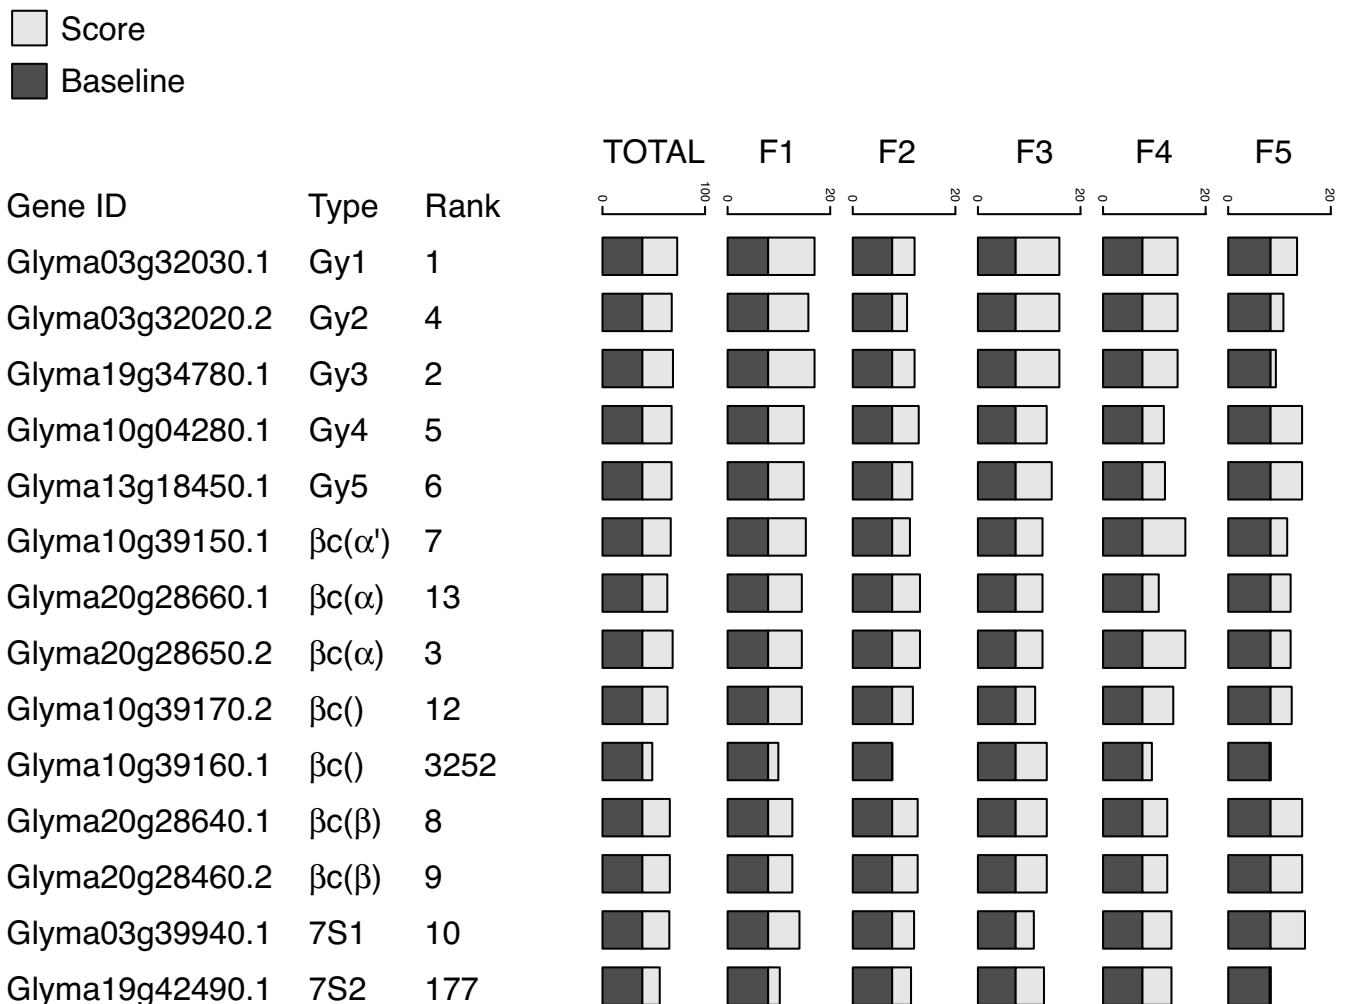 Score
Baseline
TOTAL F1 F2 F3 F4 F5
Gene ID Type Rank 0 100 0 20 0 20 0 20 0 20 0 20
Glyma03g32030.1 Gy1 1
Glyma03g32020.2 Gy2 4
Glyma19g34780.1 Gy3 2
Glyma10g04280.1 Gy4 5
Glyma13g18450.1 Gy5 6
Glyma10g39150.1 βc(α') 7
Glyma20g28660.1 βc(α) 13
Glyma20g28650.2 βc(α) 3
Glyma10g39170.2 βc() 12
Glyma10g39160.1 βc() 3252
Glyma20g28640.1 βc(β) 8
Glyma20g28460.2 βc(β) 9
Glyma03g39940.1 7S1 10
Glyma19g42490.1 7S2 177